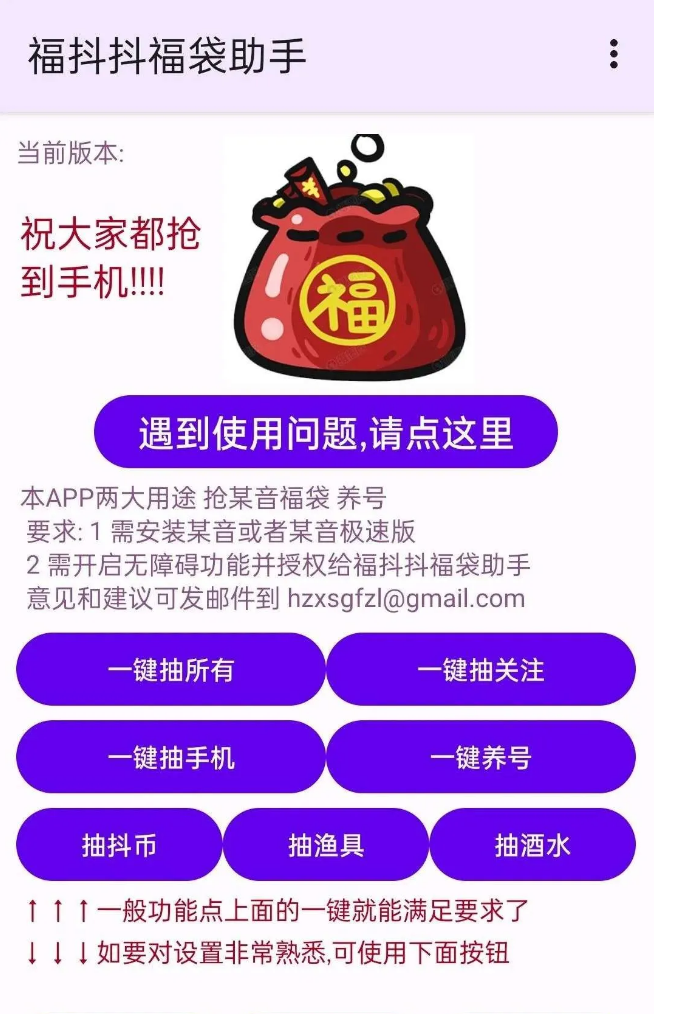 福抖抖福袋助手
当前版本:
祝大家都抢
到手机!!!!
福
遇到使用问题,请点这里
本APP两大用途 抢某音福袋 养号
要求: 1 需安装某音或者某音极速版
2 需开启无障碍功能并授权给福抖抖福袋助手
意见和建议可发邮件到 hzxsgfzl@gmail.com
一键抽所有
一键抽关注
一键抽手机
一键养号
抽抖币
抽渔具
抽酒水
↑ ↑ ↑一般功能点上面的一键就能满足要求了
↓ ↓ ↓如要对设置非常熟悉,可使用下面按钮